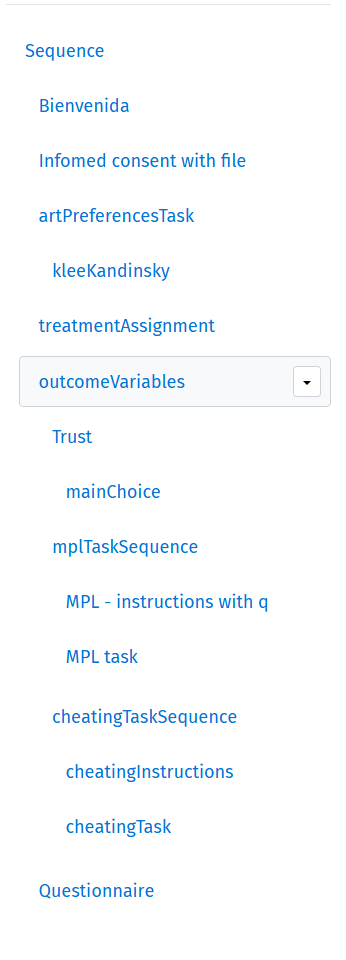 Sequence
Bienvenida
Infomed consent with file
artPreferencesTask
kleeKandinsky
treatmentAssignment
outcomeVariables
Trust
mainChoice
mplTaskSequence
MPL - instructions with q
MPL task
cheatingTaskSequence
cheatingInstructions
cheatingTask
Questionnaire